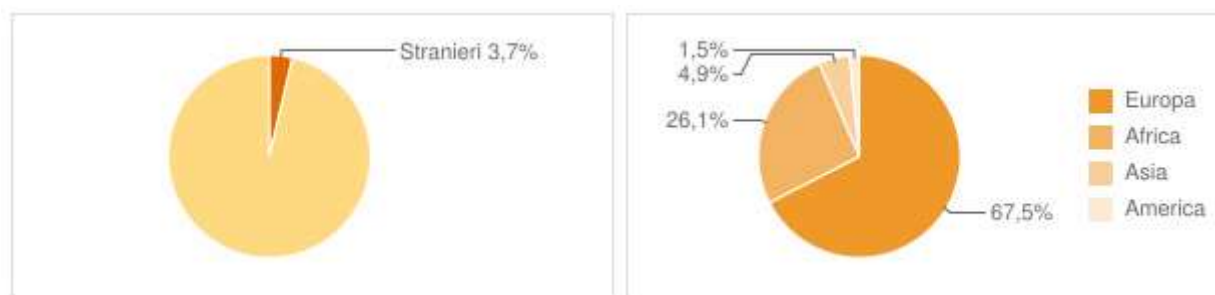 Stranieri 3,7%
1,5%
4,9%
26,1%
67,5%
Europa
Africa
Asia
America